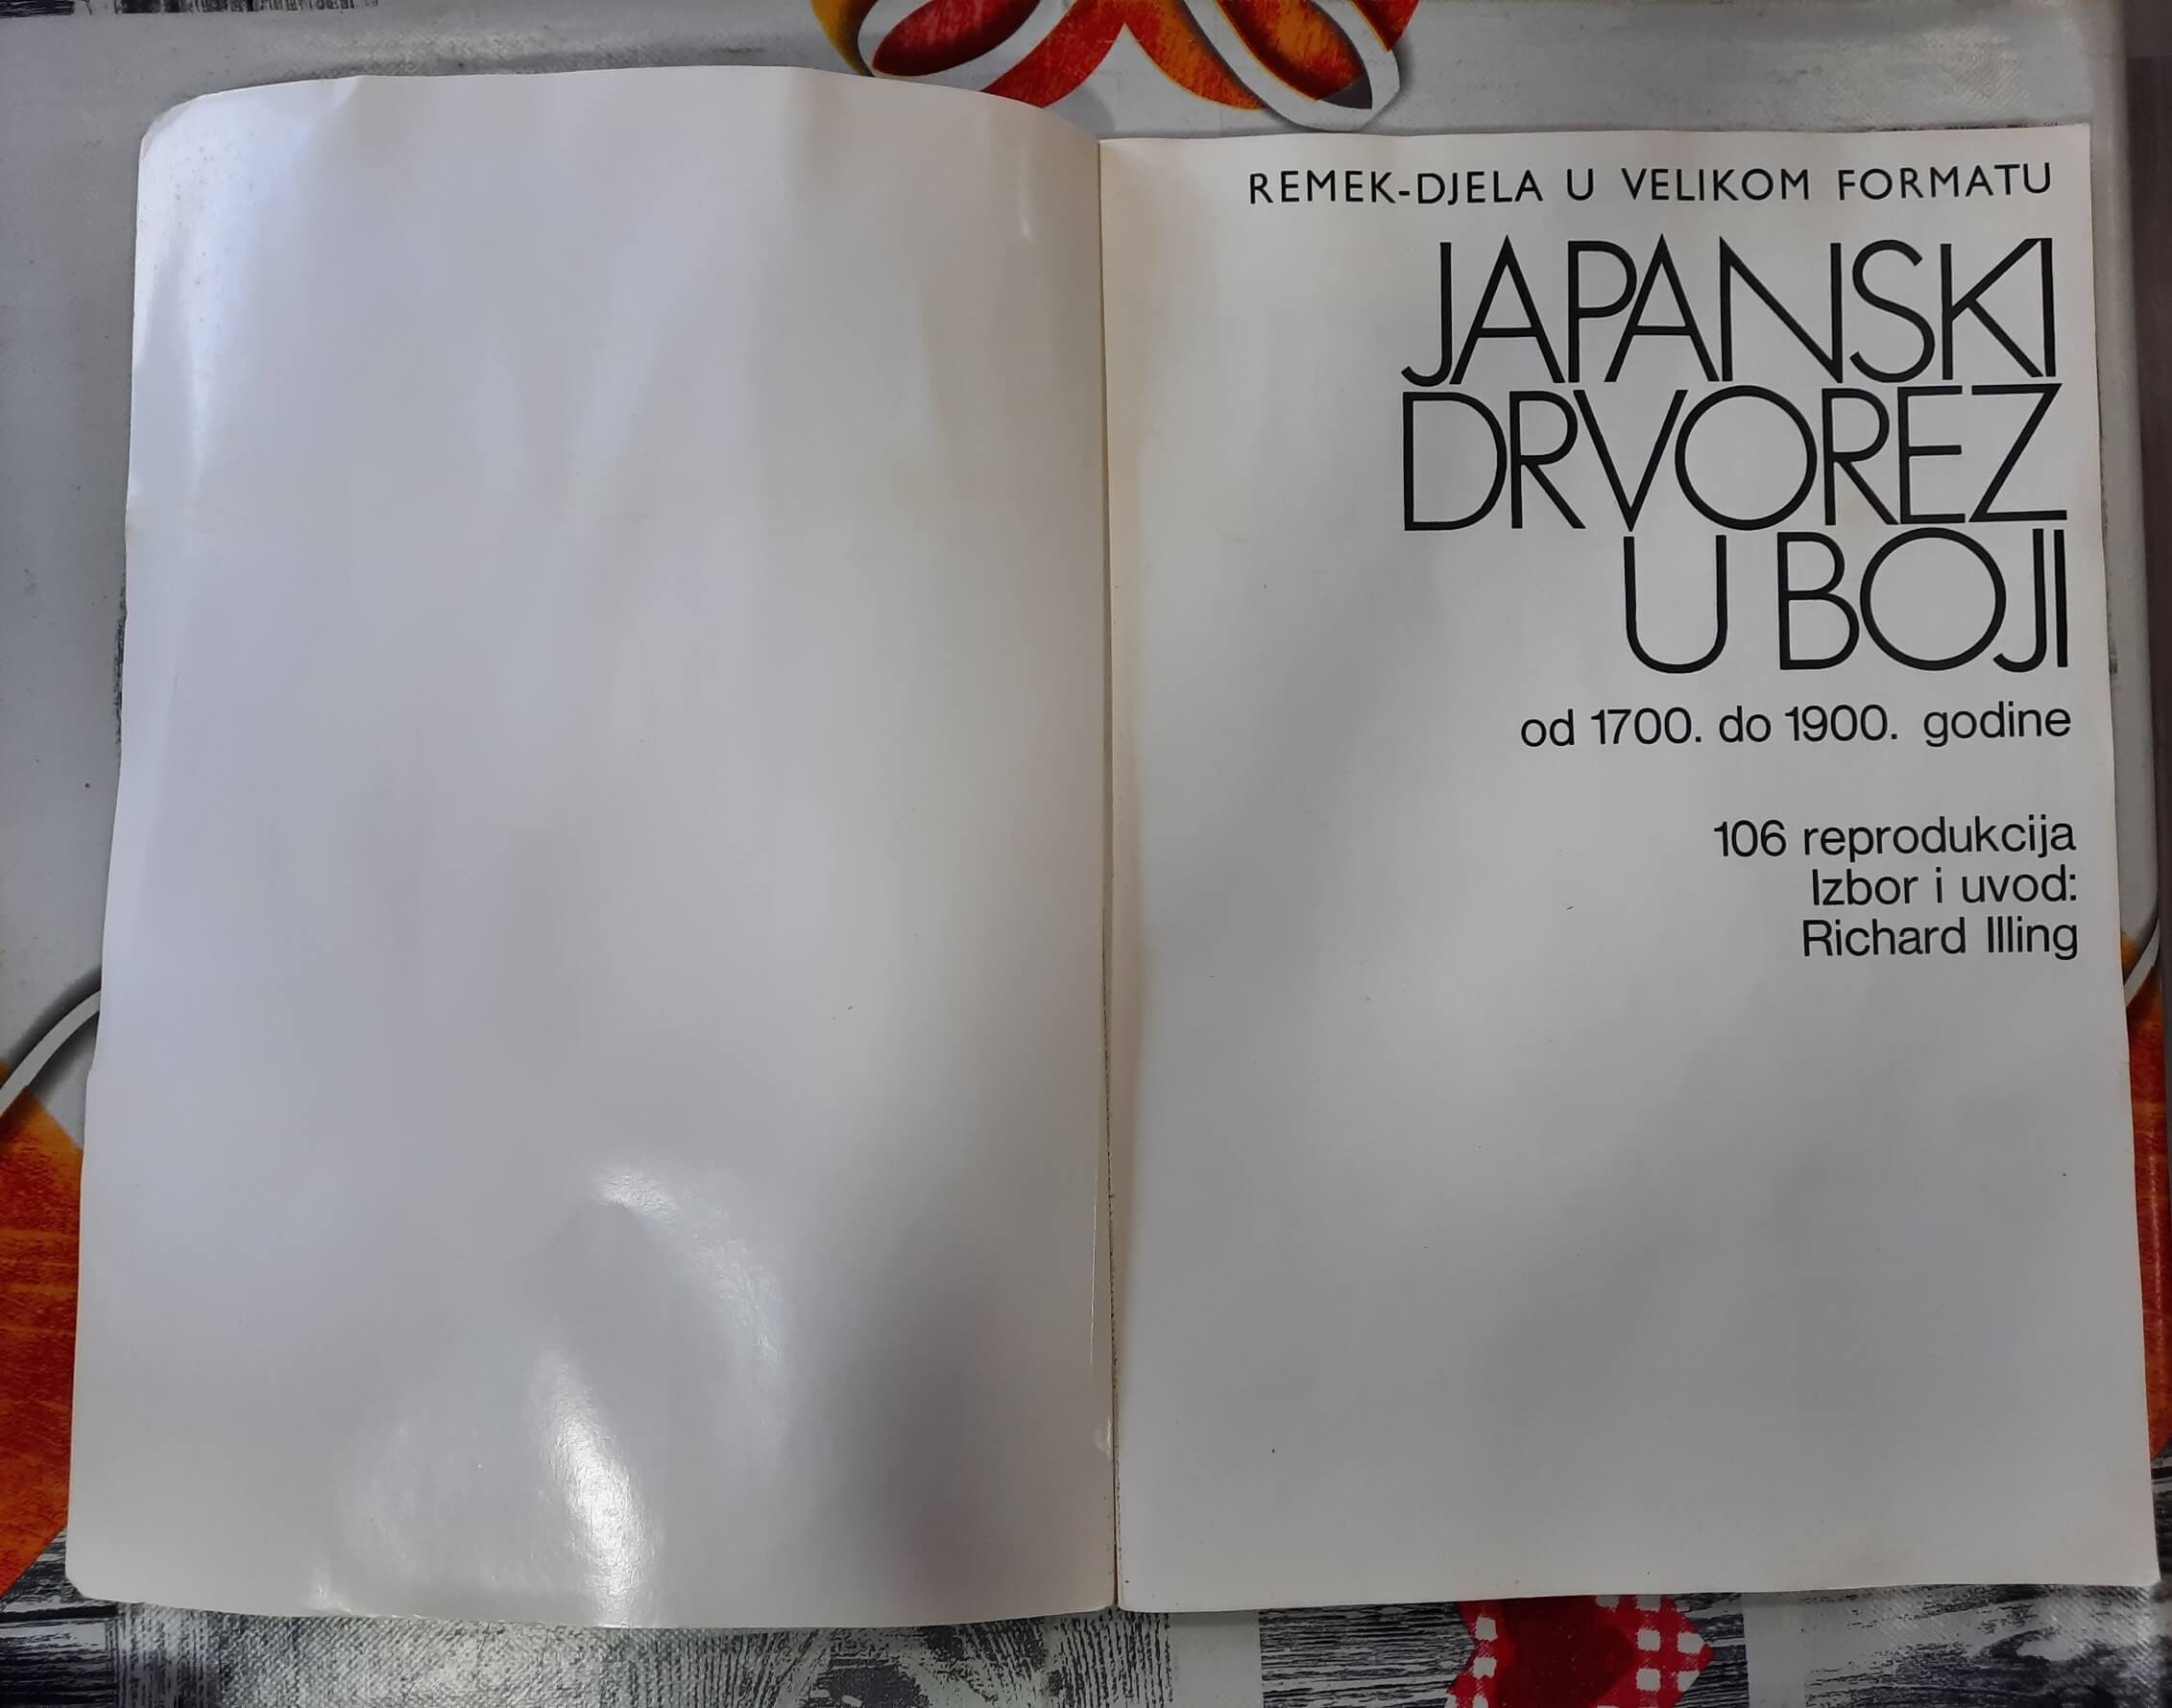 REMEK-DJELA U VELIKOM FORMATU
JAPANSKI
DRVOREZ
U BOJI
od 1700. do 1900. godine
106 reprodukcija
Izbor i uvod:
Richard Illing